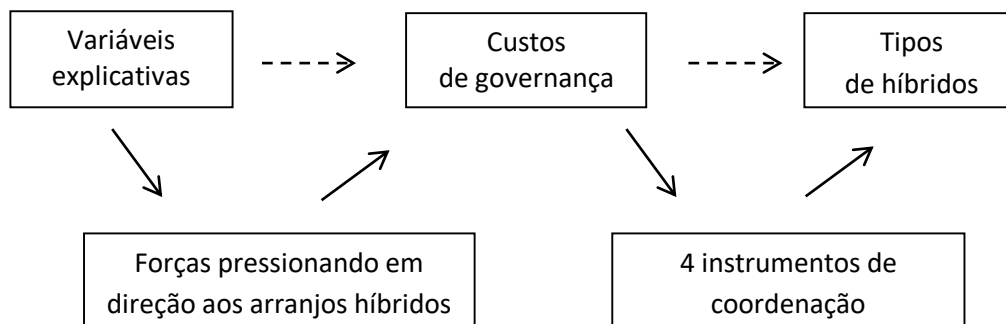 Variáveis
explicativas
Custos
de governança
Tipos
de híbridos
Forças pressionando em
direção aos arranjos híbridos
4 instrumentos de
coordenação